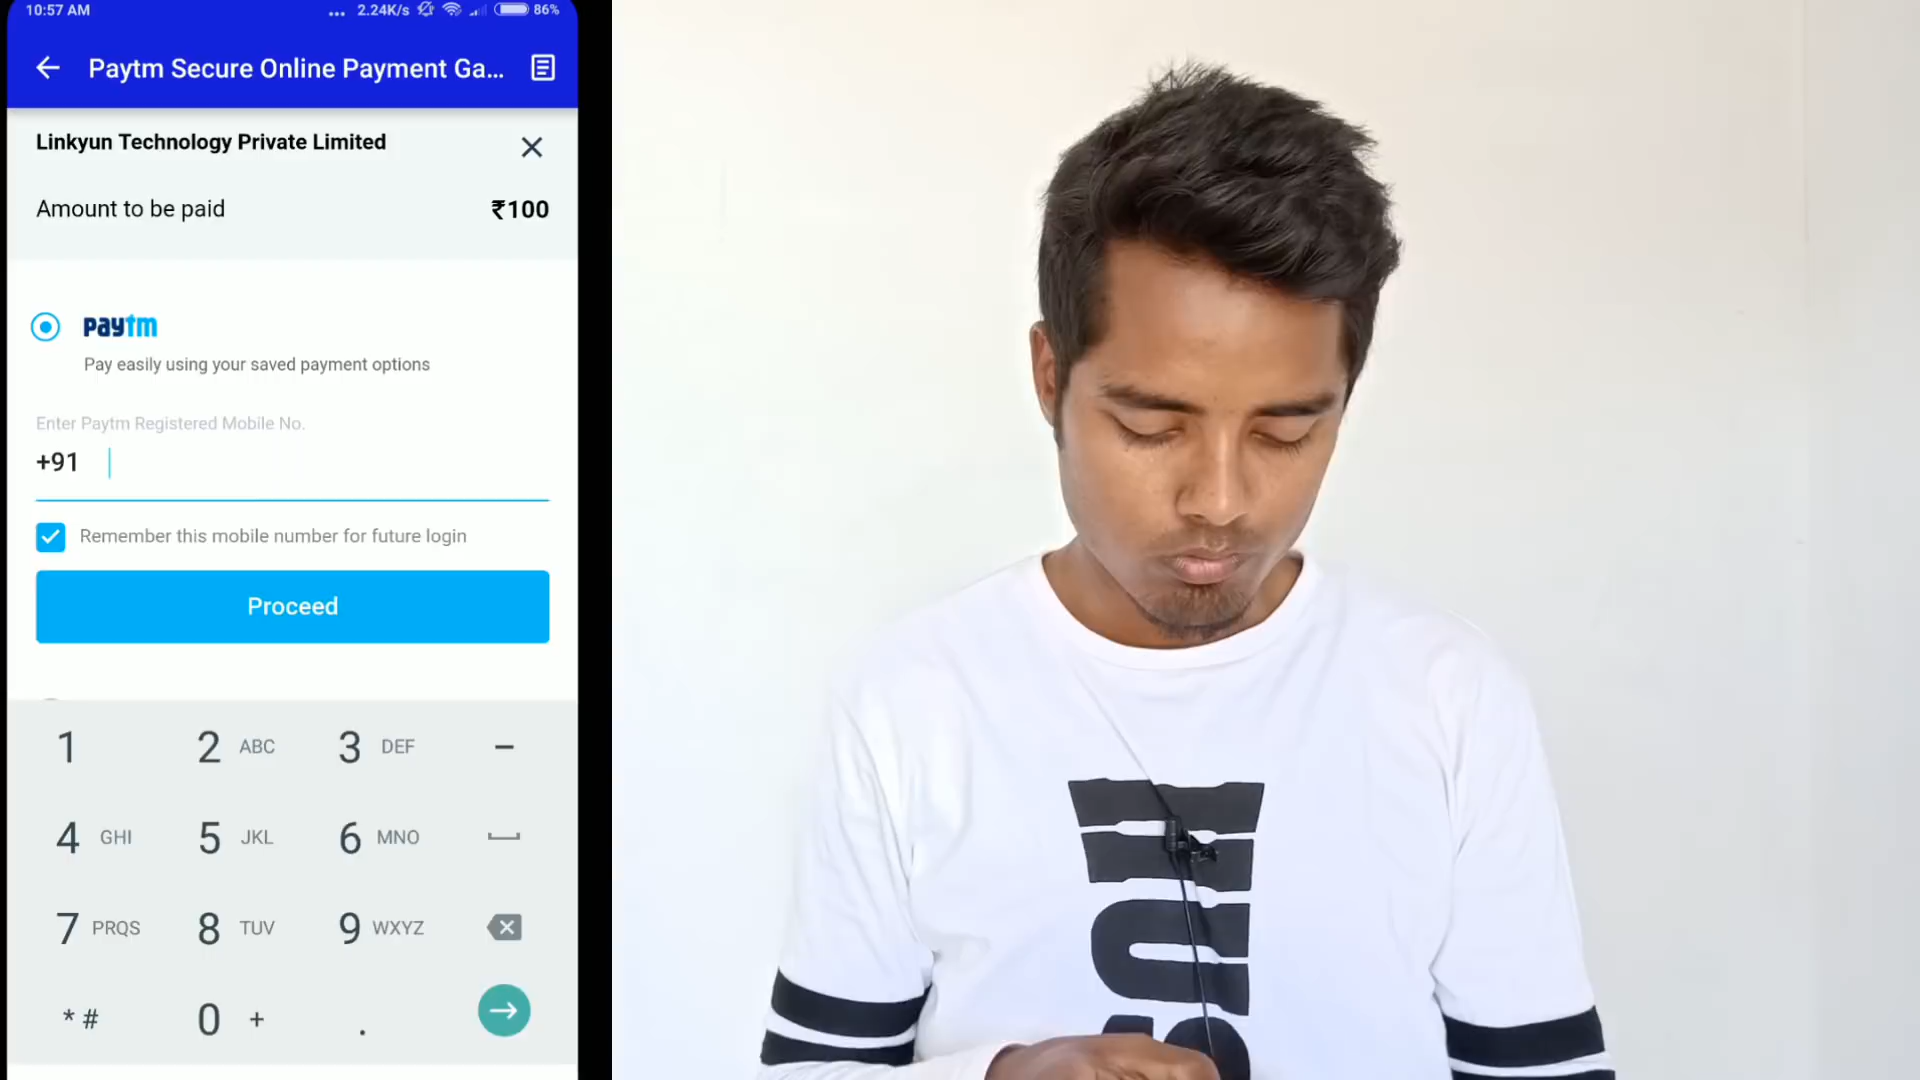 10:57 AM ... 2.24K/s 86%
Paytm Secure Online Payment Ga...
Linkyun Technology Private Limited
Amount to be paid ₹100
paytm
Pay easily using your saved payment options
Enter Paytm Registered Mobile No.
+91
Remember this mobile number for future login
Proceed
1 2 ABC 3 DEF -
4 GHI 5 JKL 6 MNO
7 PRQS 8 TUV 9 WXYZ
* # 0 + .